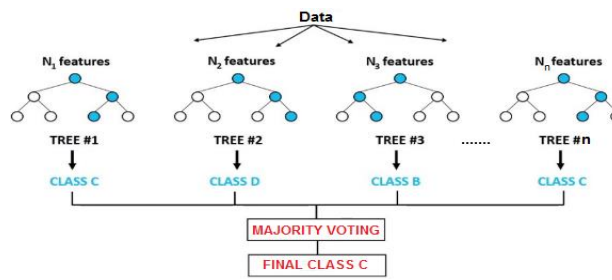 Data
N1 features N2 features N3 features Nn features
TREE #1 TREE #2 TREE #3 ....... TREE #n
CLASS C CLASS D CLASS B CLASS C
MAJORITY VOTING
FINAL CLASS C